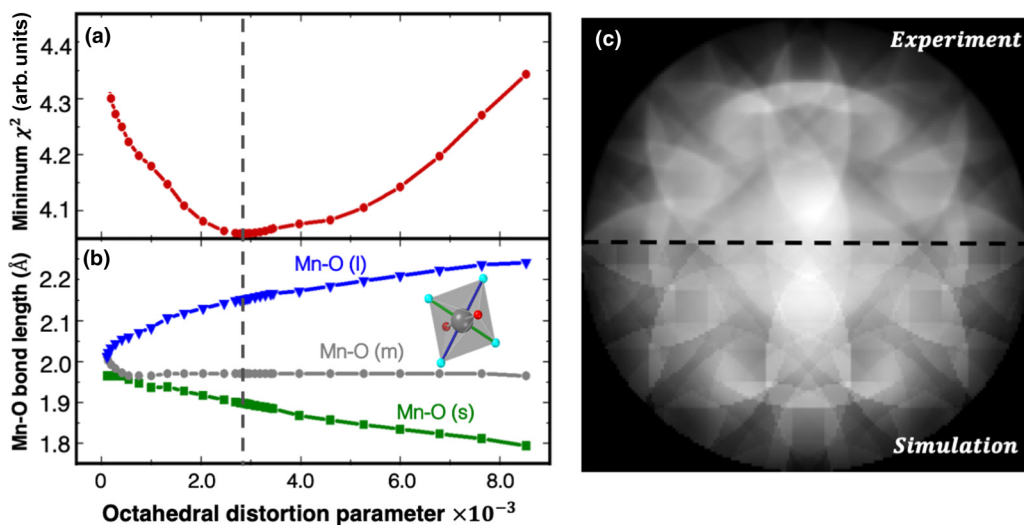 (a)
Minimum χ² (arb. units)
4.4
4.3
4.2
4.1
(b)
Mn-O bond length (Å)
2.2
2.1
2.0
1.9
1.8
Mn-O (l)
Mn-O (m)
Mn-O (s)
0
2.0
4.0
6.0
8.0
Octahedral distortion parameter ×10⁻³
(c)
Experiment
Simulation